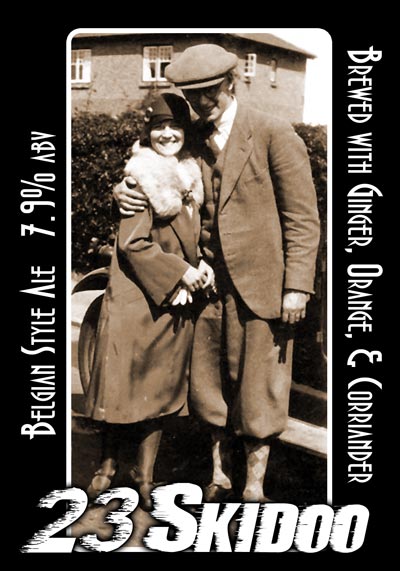 Belgian Style Ale 7.9% ABV
Brewed with Ginger, Orange, & Corriander
23 Skidoo